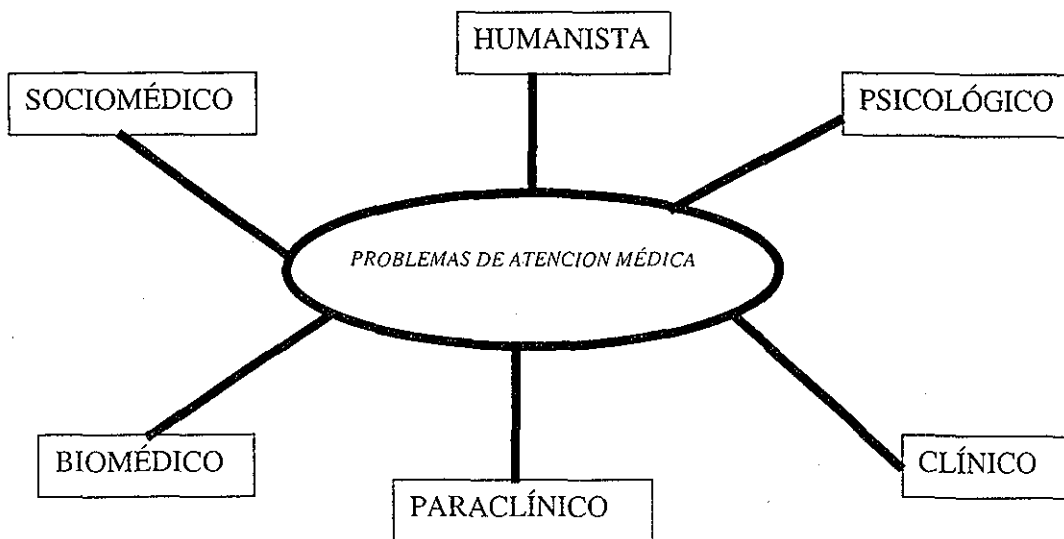 HUMANISTA
SOCIOMÉDICO
PSICOLÓGICO
PROBLEMAS DE ATENCION MÉDICA
BIOMÉDICO
CLÍNICO
PARACLÍNICO